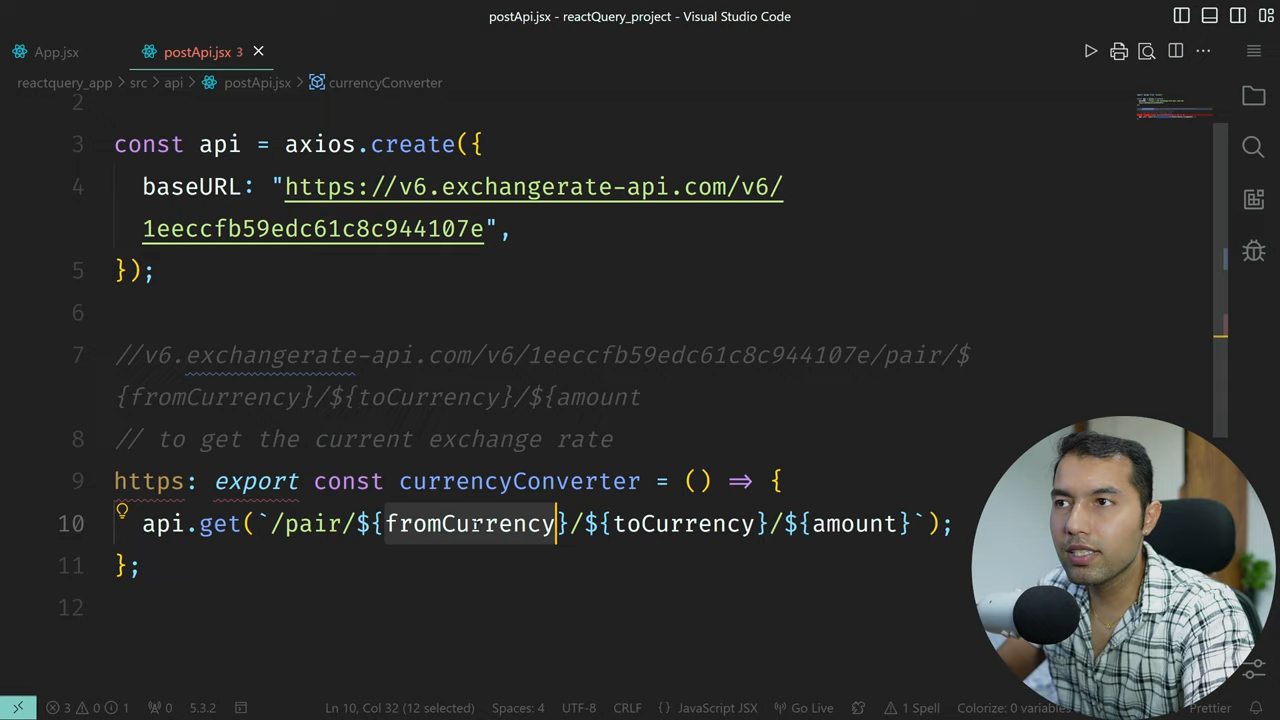 postApi.jsx - reactQuery_project - Visual Studio Code
App.jsx
postApi.jsx 3
reactquery_app > src > api > postApi.jsx > currencyConverter
2
3 const api = axios.create({
4 baseURL: "https://v6.exchangerate-api.com/v6/
1eeccfb59edc61c8c944107e",
5 });
6
7 //v6.exchangerate-api.com/v6/1eeccfb59edc61c8c944107e/pair/$
{fromCurrency}/${toCurrency}/${amount
8 // to get the current exchange rate
9 https: export const currencyConverter = () => {
10 api.get(`/pair/${fromCurrency}/${toCurrency}/${amount}`);
11 };
12
3 0 1 0 5.3.2 Ln 10, Col 32 (12 selected) Spaces: 4 UTF-8 CRLF {} JavaScript JSX Go Live 1 Spell Colorize: 0 variables Prettier